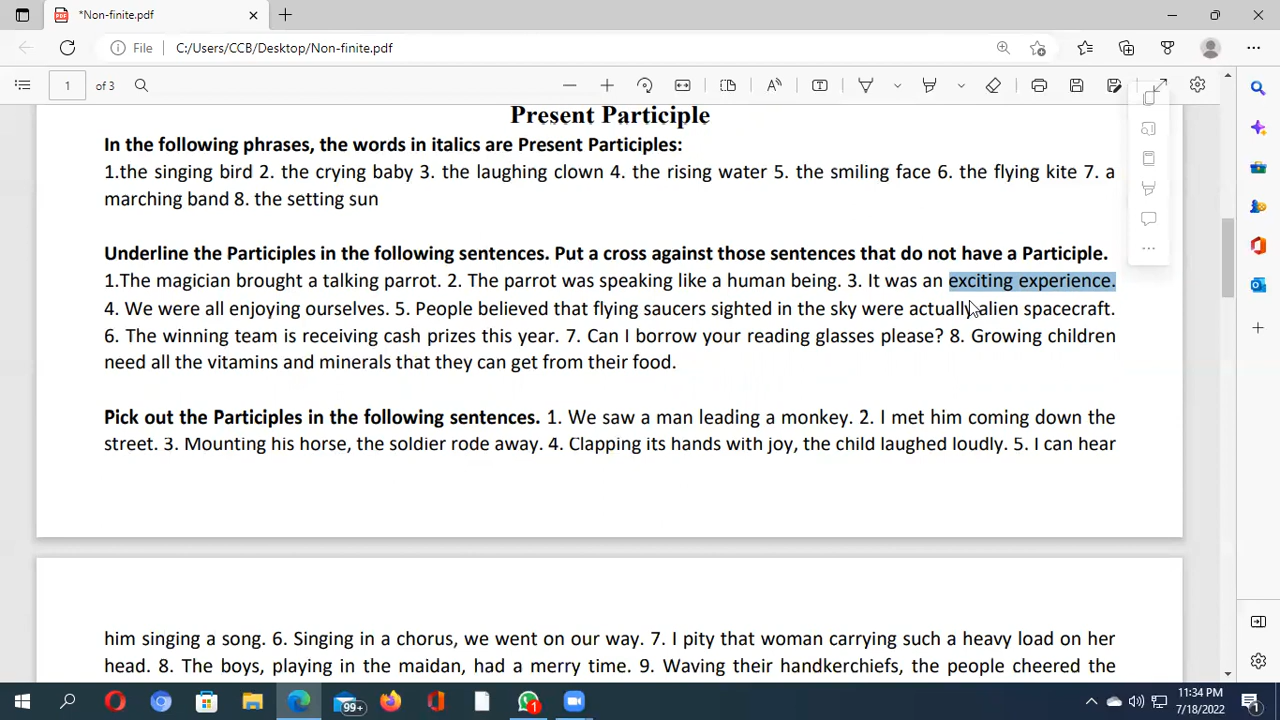 *Non-finite.pdf
File C:/Users/CCB/Desktop/Non-finite.pdf
1 of 3
Present Participle
In the following phrases, the words in italics are Present Participles:
1.the singing bird 2. the crying baby 3. the laughing clown 4. the rising water 5. the smiling face 6. the flying kite 7. a
marching band 8. the setting sun
Underline the Participles in the following sentences. Put a cross against those sentences that do not have a Participle.
1.The magician brought a talking parrot. 2. The parrot was speaking like a human being. 3. It was an exciting experience.
4. We were all enjoying ourselves. 5. People believed that flying saucers sighted in the sky were actually alien spacecraft.
6. The winning team is receiving cash prizes this year. 7. Can I borrow your reading glasses please? 8. Growing children
need all the vitamins and minerals that they can get from their food.
Pick out the Participles in the following sentences. 1. We saw a man leading a monkey. 2. I met him coming down the
street. 3. Mounting his horse, the soldier rode away. 4. Clapping its hands with joy, the child laughed loudly. 5. I can hear
him singing a song. 6. Singing in a chorus, we went on our way. 7. I pity that woman carrying such a heavy load on her
head. 8. The boys, playing in the maidan, had a merry time. 9. Waving their handkerchiefs, the people cheered the
99+
1
11:34 PM
7/18/2022
1